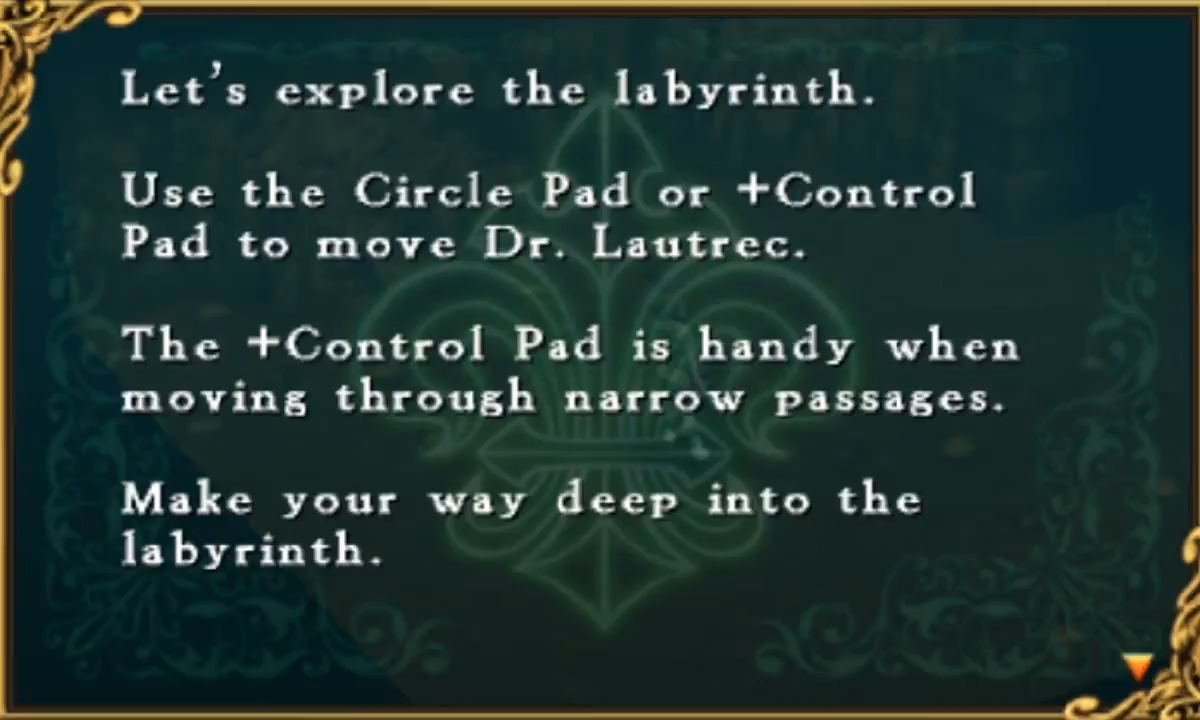 Let's explore the labyrinth.
Use the Circle Pad or +Control
Pad to move Dr. Lautrec.
The +Control Pad is handy when
moving through narrow passages.
Make your way deep into the
labyrinth.